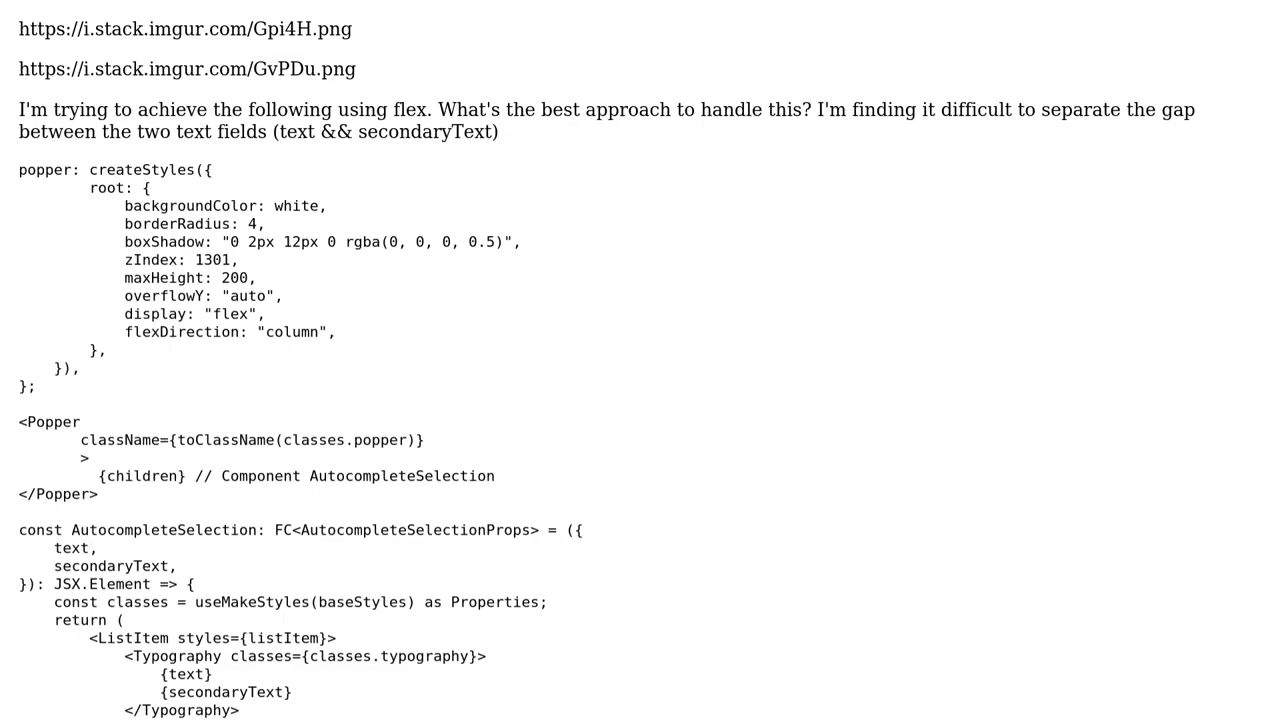 https://i.stack.imgur.com/Gpi4H.png
https://i.stack.imgur.com/GvPDu.png
I'm trying to achieve the following using flex. What's the best approach to handle this? I'm finding it difficult to separate the gap
between the two text fields (text && secondaryText)
popper: createStyles({
        root: {
            backgroundColor: white,
            borderRadius: 4,
            boxShadow: "0 2px 12px 0 rgba(0, 0, 0, 0.5)",
            zIndex: 1301,
            maxHeight: 200,
            overflowY: "auto",
            display: "flex",
            flexDirection: "column",
        },
    }),
};
<Popper
       className={toClassName(classes.popper)}
       >
         {children} // Component AutocompleteSelection
</Popper>
const AutocompleteSelection: FC<AutocompleteSelectionProps> = ({
    text,
    secondaryText,
}): JSX.Element => {
    const classes = useMakeStyles(baseStyles) as Properties;
    return (
        <ListItem styles={listItem}>
            <Typography classes={classes.typography}>
                {text}
                {secondaryText}
            </Typography>